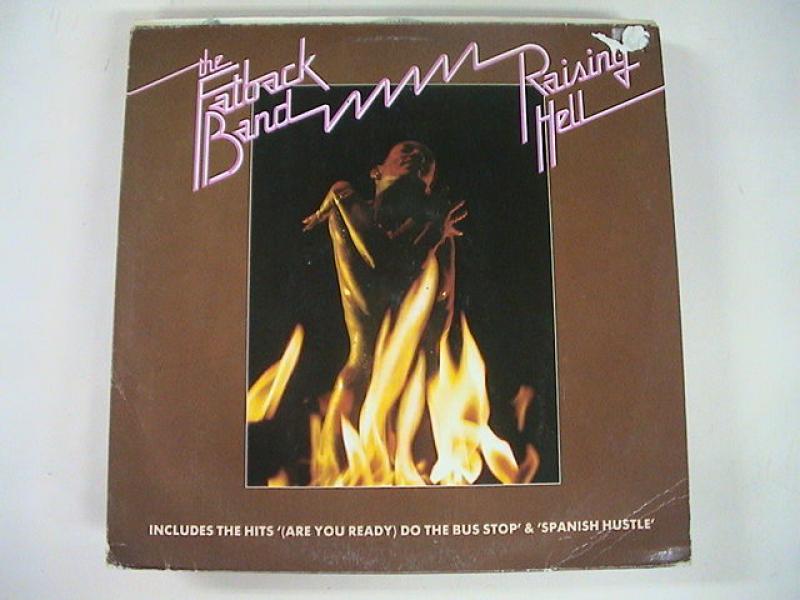 the
Fatback
Band
Raising
Hell
INCLUDES THE HITS '(ARE YOU READY) DO THE BUS STOP' & 'SPANISH HUSTLE'